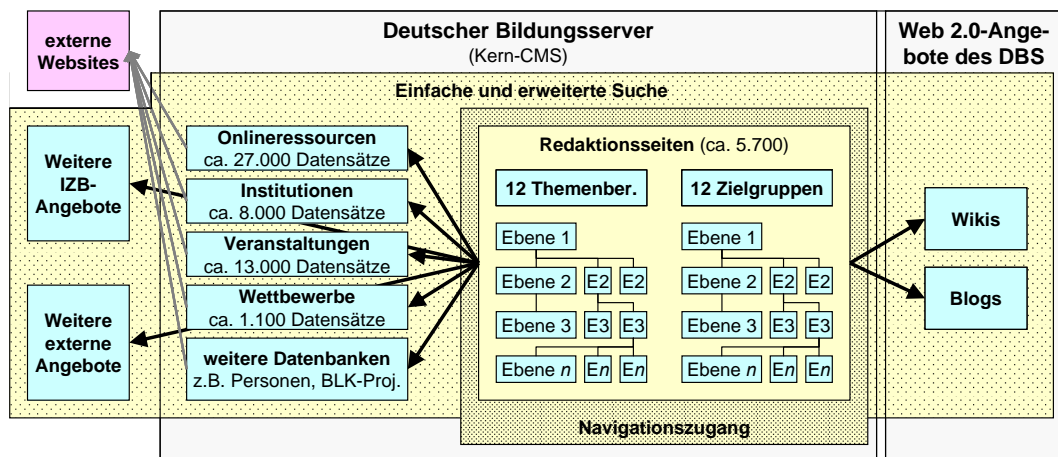 externe
Websites
Deutscher Bildungsserver
(Kern-CMS)
Web 2.0-Ange-
bote des DBS
Einfache und erweiterte Suche
Weitere
IZB-
Angebote
Weitere
externe
Angebote
Onlineressourcen
ca. 27.000 Datensätze
Institutionen
ca. 8.000 Datensätze
Veranstaltungen
ca. 13.000 Datensätze
Wettbewerbe
ca. 1.100 Datensätze
weitere Datenbanken
z.B. Personen, BLK-Proj.
Redaktionsseiten (ca. 5.700)
12 Themenber.
Ebene 1
Ebene 2 E2 E2
Ebene 3 E3 E3
Ebene n En En
12 Zielgruppen
Ebene 1
Ebene 2 E2 E2
Ebene 3 E3 E3
Ebene n En En
Navigationszugang
Wikis
Blogs